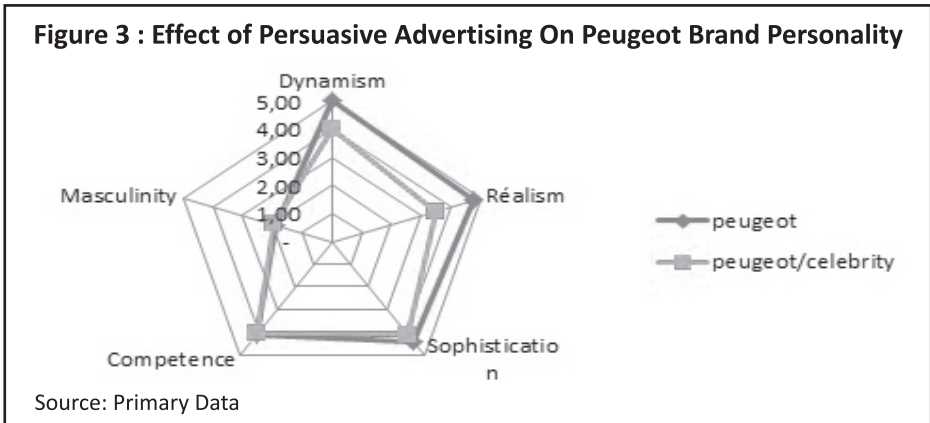 Figure 3 : Effect of Persuasive Advertising On Peugeot Brand Personality
Dynamism
5,00
4,00
3,00
2,00
1,00
-
Masculinity
Réalism
peugeot
peugeot/celebrity
Competence
Sophisticatio
n
Source: Primary Data